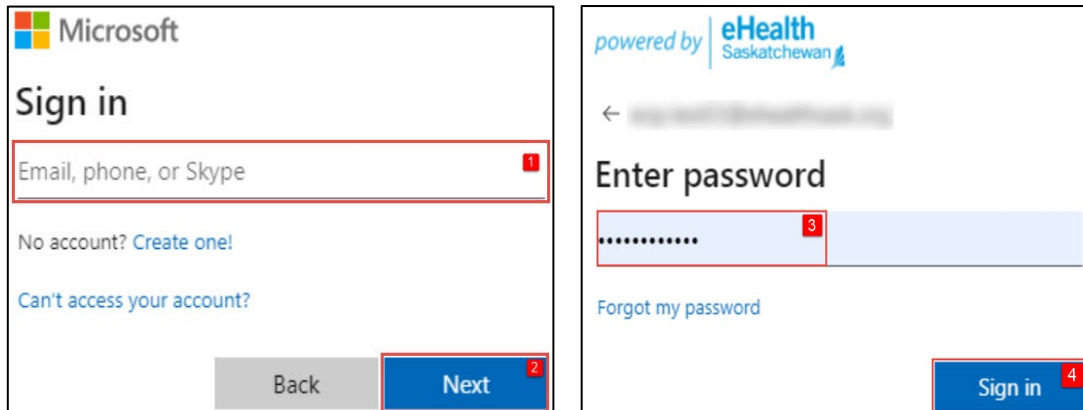 Microsoft
Sign in
Email, phone, or Skype 1
No account? Create one!
Can't access your account?
Back Next 2
powered by eHealth
Saskatchewan
←
Enter password
•••••••••••• 3
Forgot my password
Sign in 4